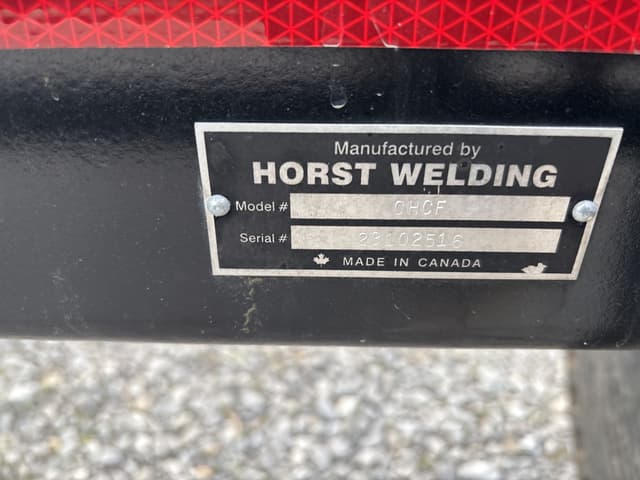 Manufactured by
HORST WELDING
Model # CHCF
Serial # 23102516
MADE IN CANADA